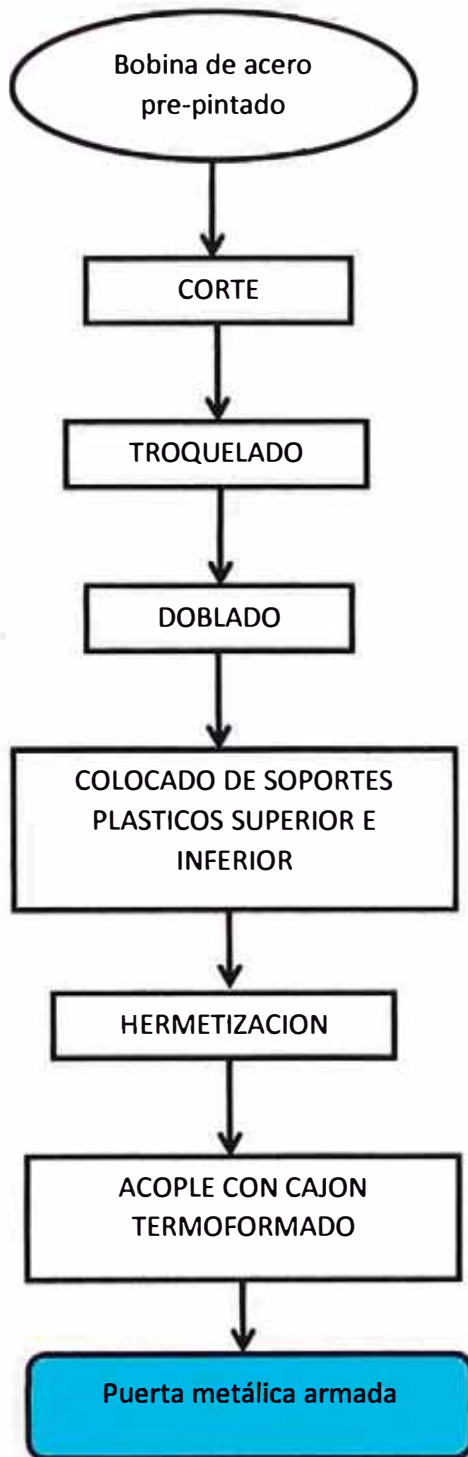 Bobina de acero
pre-pintado
CORTE
TROQUELADO
DOBLADO
COLOCADO DE SOPORTES
PLASTICOS SUPERIOR E
INFERIOR
HERMETIZACION
ACOPLE CON CAJON
TERMOFORMADO
Puerta metálica armada